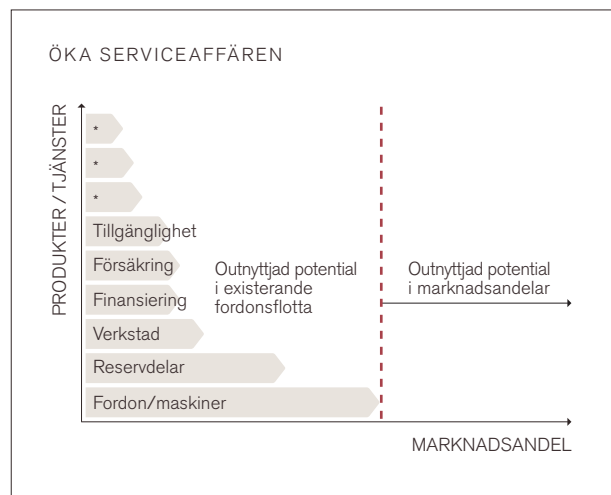 ÖKA SERVICEAFFÄREN
PRODUKTER / TJÄNSTER
*
*
*
Tillgänglighet
Försäkring
Finansiering
Verkstad
Reservdelar
Fordon/maskiner
Outnyttjad potential
i existerande
fordonsflotta
Outnyttjad potential
i marknadsandelar
MARKNADSANDEL